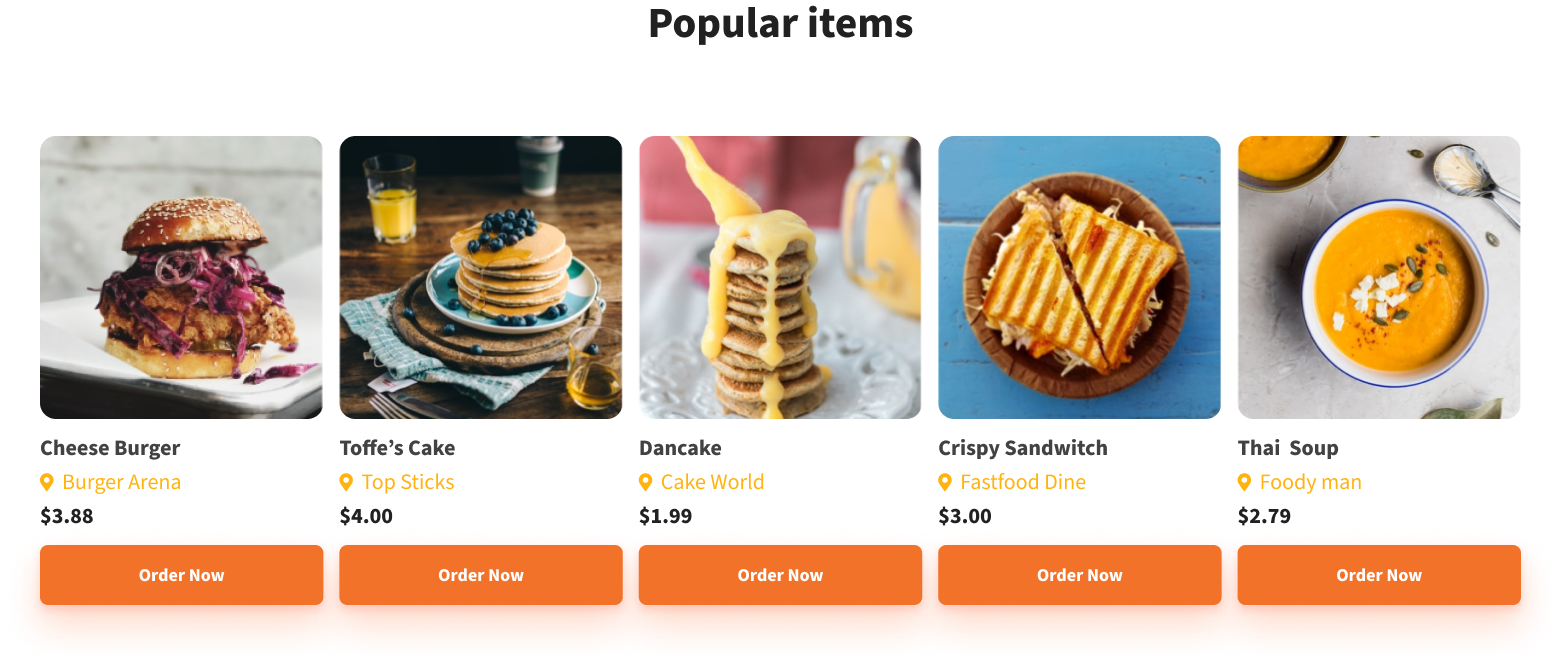 Popular items
Cheese Burger
Burger Arena
$3.88
Order Now
Toffe’s Cake
Top Sticks
$4.00
Order Now
Dancake
Cake World
$1.99
Order Now
Crispy Sandwitch
Fastfood Dine
$3.00
Order Now
Thai  Soup
Foody man
$2.79
Order Now